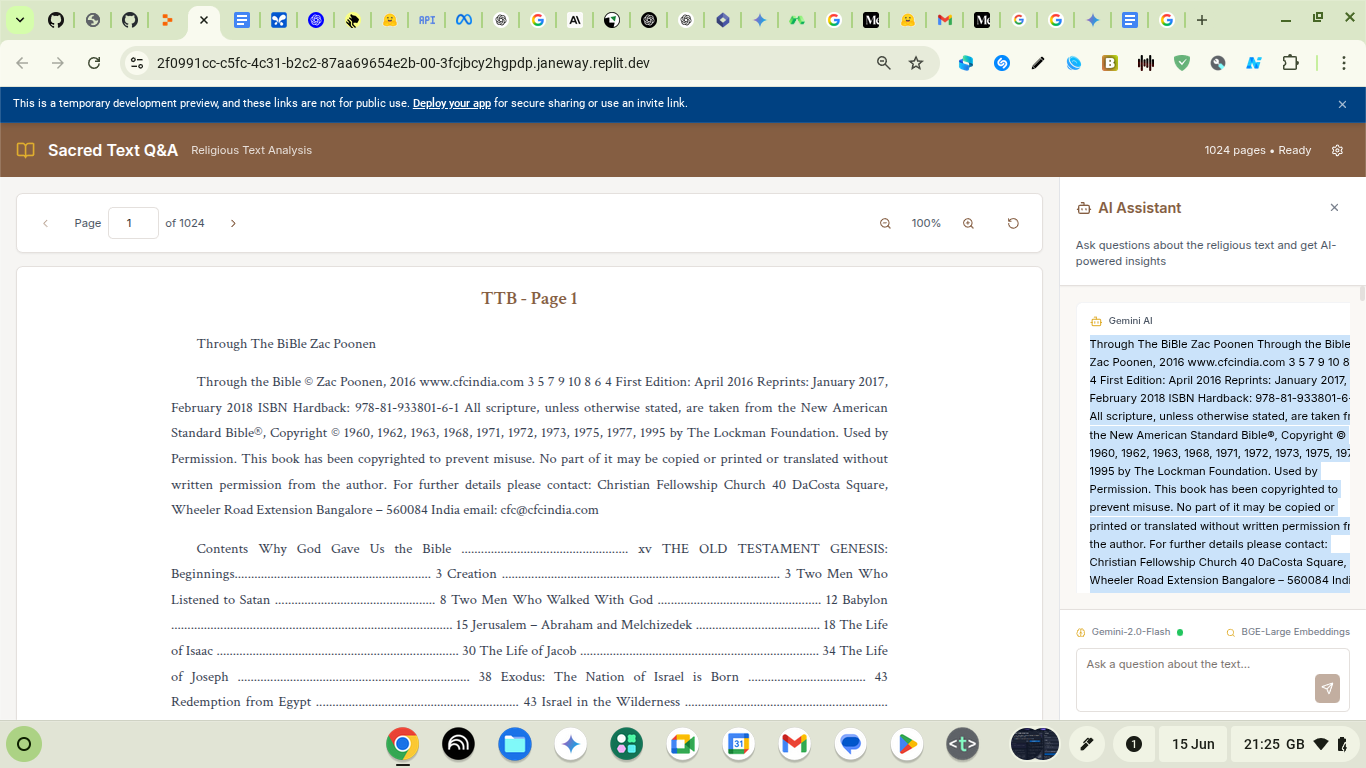 API
2f0991cc-c5fc-4c31-b2c2-87aa69654e2b-00-3fcjbcy2hgpdp.janeway.replit.dev
This is a temporary development preview, and these links are not for public use. Deploy your app for secure sharing or use an invite link.
Sacred Text Q&A Religious Text Analysis
1024 pages • Ready
Page 1 of 1024
100%
TTB - Page 1
Through The BiBle Zac Poonen
Through the Bible © Zac Poonen, 2016 www.cfcindia.com 3 5 7 9 10 8 6 4 First Edition: April 2016 Reprints: January 2017,
February 2018 ISBN Hardback: 978-81-933801-6-1 All scripture, unless otherwise stated, are taken from the New American
Standard Bible®, Copyright © 1960, 1962, 1963, 1968, 1971, 1972, 1973, 1975, 1977, 1995 by The Lockman Foundation. Used by
Permission. This book has been copyrighted to prevent misuse. No part of it may be copied or printed or translated without
written permission from the author. For further details please contact: Christian Fellowship Church 40 DaCosta Square,
Wheeler Road Extension Bangalore – 560084 India email: cfc@cfcindia.com
Contents Why God Gave Us the Bible ................................................... xv THE OLD TESTAMENT GENESIS:
Beginnings............................................................ 3 Creation ............................................................................... 3 Two Men Who
Listened to Satan ................................................. 8 Two Men Who Walked With God .................................................... 12 Babylon
...................................................................................... 15 Jerusalem – Abraham and Melchizedek ....................................... 18 The Life
of Isaac .......................................................................... 30 The Life of Jacob ......................................................................... 34 The Life
of Joseph ....................................................................... 38 Exodus: The Nation of Israel is Born .................................... 43
Redemption from Egypt .............................................................. 43 Israel in the Wilderness ..............................................................
AI Assistant
Ask questions about the religious text and get AI-
powered insights
Gemini AI
Through The BiBle Zac Poonen Through the Bible
Zac Poonen, 2016 www.cfcindia.com 3 5 7 9 10 8
4 First Edition: April 2016 Reprints: January 2017,
February 2018 ISBN Hardback: 978-81-933801-6-
All scripture, unless otherwise stated, are taken fr
the New American Standard Bible®, Copyright ©
1960, 1962, 1963, 1968, 1971, 1972, 1973, 1975, 197
1995 by The Lockman Foundation. Used by
Permission. This book has been copyrighted to
prevent misuse. No part of it may be copied or
printed or translated without written permission fr
the author. For further details please contact:
Christian Fellowship Church 40 DaCosta Square,
Wheeler Road Extension Bangalore – 560084 Indi
Gemini-2.0-Flash
BGE-Large Embeddings
Ask a question about the text...
1
15 Jun
21:25 GB